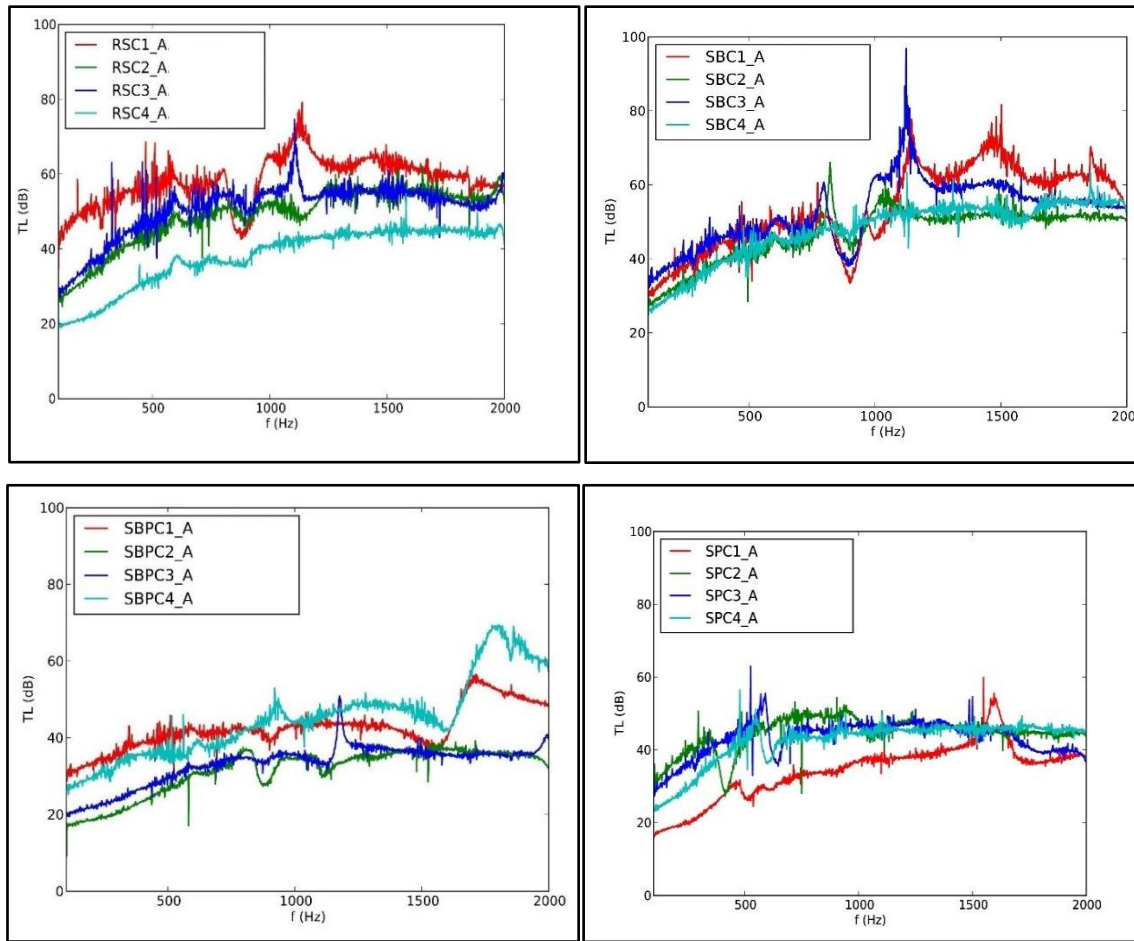 100
RSC1_A.
RSC2_A.
RSC3_A.
RSC4_A.
80
60
40
20
0
TL (dB)
500
1000
1500
2000
f (Hz)
100
SBC1_A
SBC2_A
SBC3_A
SBC4_A
80
60
40
20
0
TL (dB)
500
1000
1500
200
f (Hz)
100
SBPC1_A
SBPC2_A
SBPC3_A
SBPC4_A
80
60
40
20
0
TL (dB)
500
1000
1500
2000
f (Hz)
100
SPC1_A
SPC2_A
SPC3_A
SPC4_A
80
60
40
20
0
TL (dB)
500
1000
1500
2000
f (Hz)